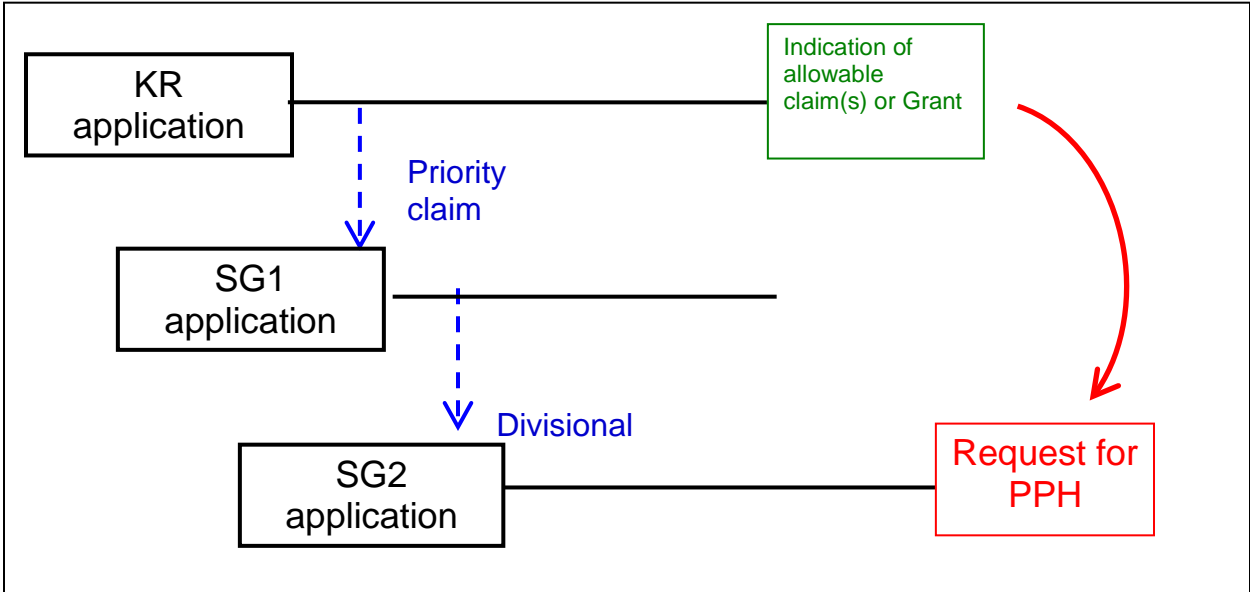 KR
application
Indication of
allowable
claim(s) or Grant
Priority
claim
SG1
application
Divisional
SG2
application
Request for
PPH